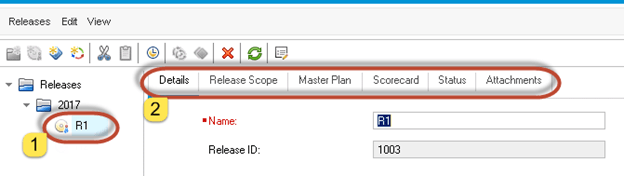 Releases Edit View
Releases
2017
1 R1
2
Details Release Scope Master Plan Scorecard Status Attachments
Name: R1
Release ID: 1003